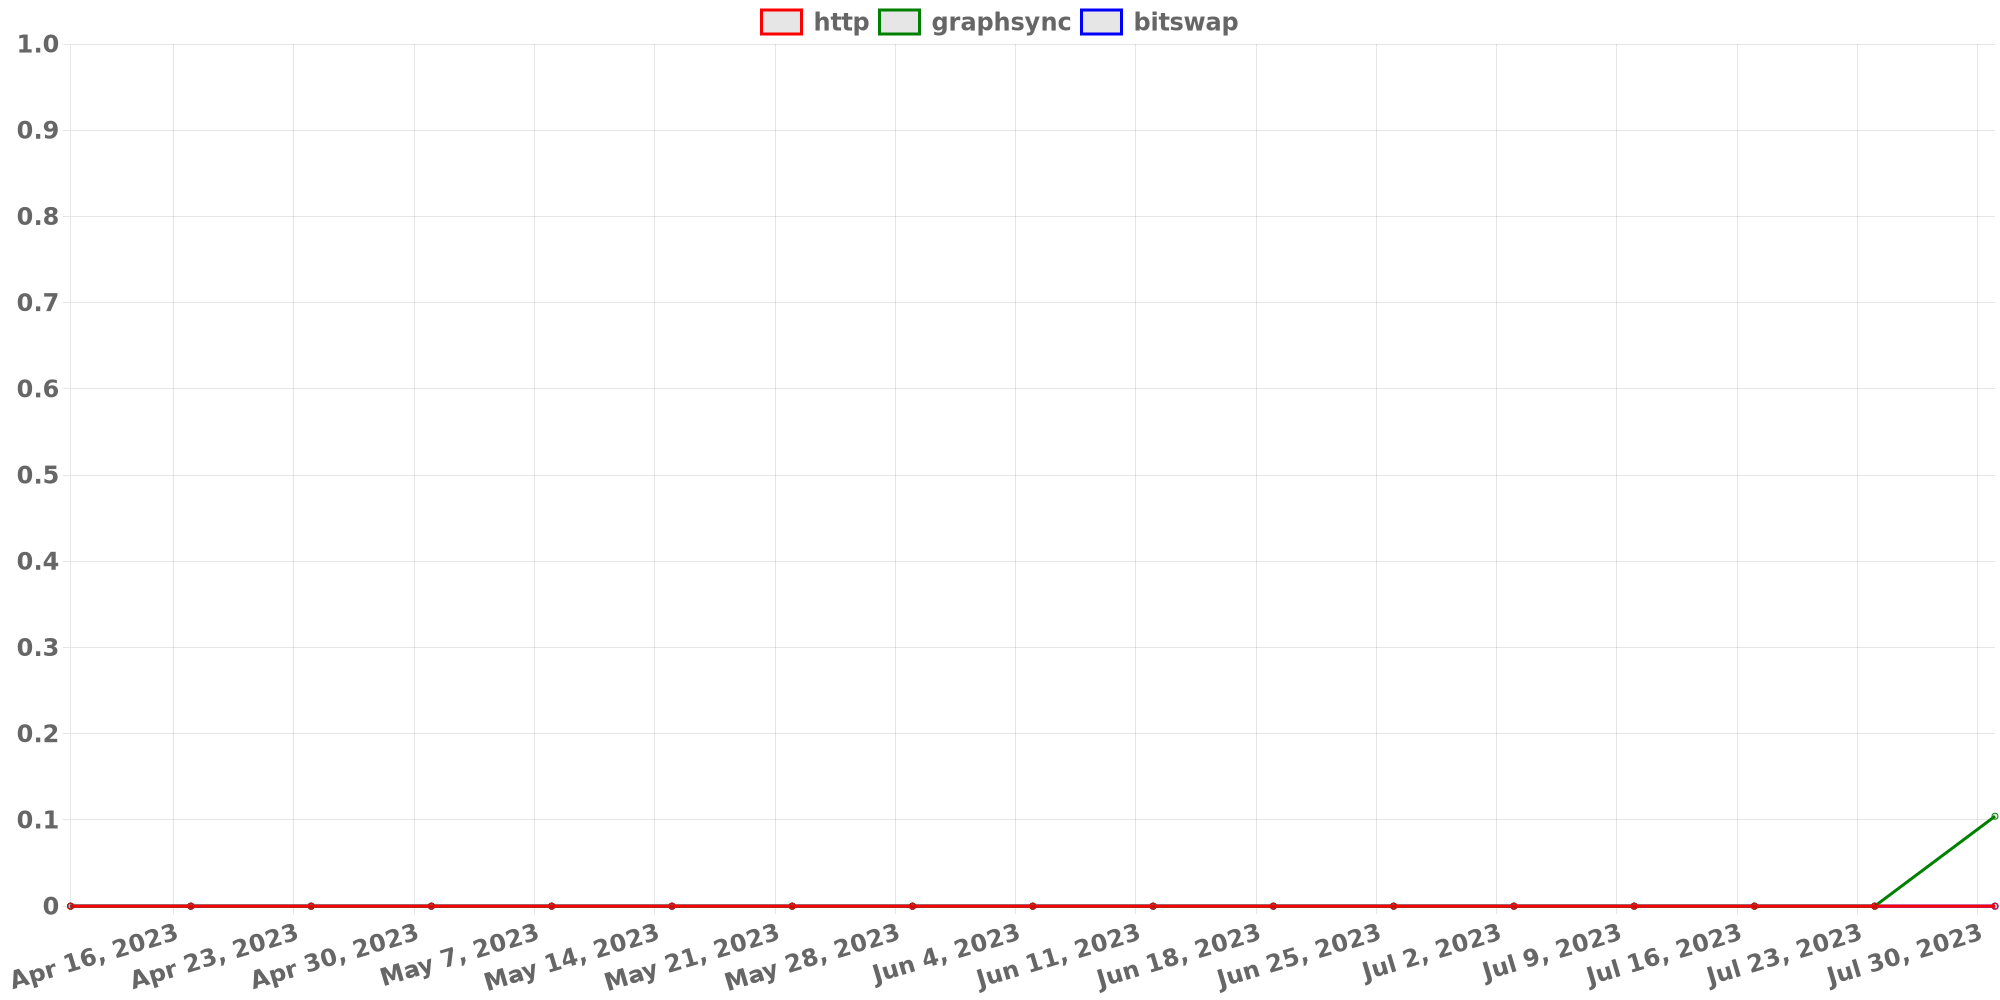 http graphsync bitswap
1.0
0.9
0.8
0.7
0.6
0.5
0.4
0.3
0.2
0.1
0
Apr 16, 2023
Apr 23, 2023
Apr 30, 2023
May 7, 2023
May 14, 2023
May 21, 2023
May 28, 2023
Jun 4, 2023
Jun 11, 2023
Jun 18, 2023
Jun 25, 2023
Jul 2, 2023
Jul 9, 2023
Jul 16, 2023
Jul 23, 2023
Jul 30, 2023